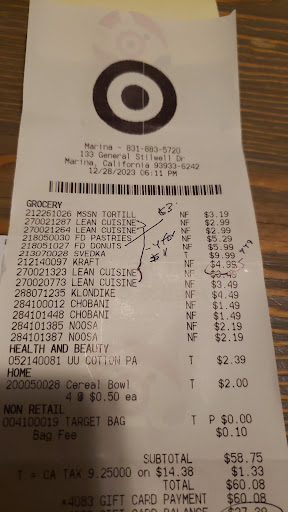 Marina - 831-883-5720
133 General Stilwell Dr
Marina, California 93933-6242
12/28/2023 06:11 PM
GROCERY
212261026 MSSN TORTILL NF $3.19
270021287 LEAN CUISINE NF $2.99
270021264 LEAN CUISINE NF $2.99
218050030 FD PASTRIES NF $5.29
218051027 FD DONUTS NF $5.99
213070028 SVEDKA T $9.99
212140097 KRAFT NF $4.99
270021323 LEAN CUISINE NF $3.49
270020773 LEAN CUISINE NF $3.49
288071235 KLONDIKE NF $4.49
284100012 CHOBANI NF $1.49
284101448 CHOBANI NF $1.49
284101385 NOOSA NF $2.19
284101387 NOOSA NF $2.19
HEALTH AND BEAUTY
052140081 UU COTTON PA T $2.39
HOME
200050028 Cereal Bowl T $2.00
4 @ $0.50 ea
NON RETAIL
004100019 TARGET BAG T P $0.00
Bag Fee $0.10
SUBTOTAL $58.75
T = CA TAX 9.25000 on $14.38 $1.33
TOTAL $60.08
*4083 GIFT CARD PAYMENT $60.08
GIFT CARD BALANCE